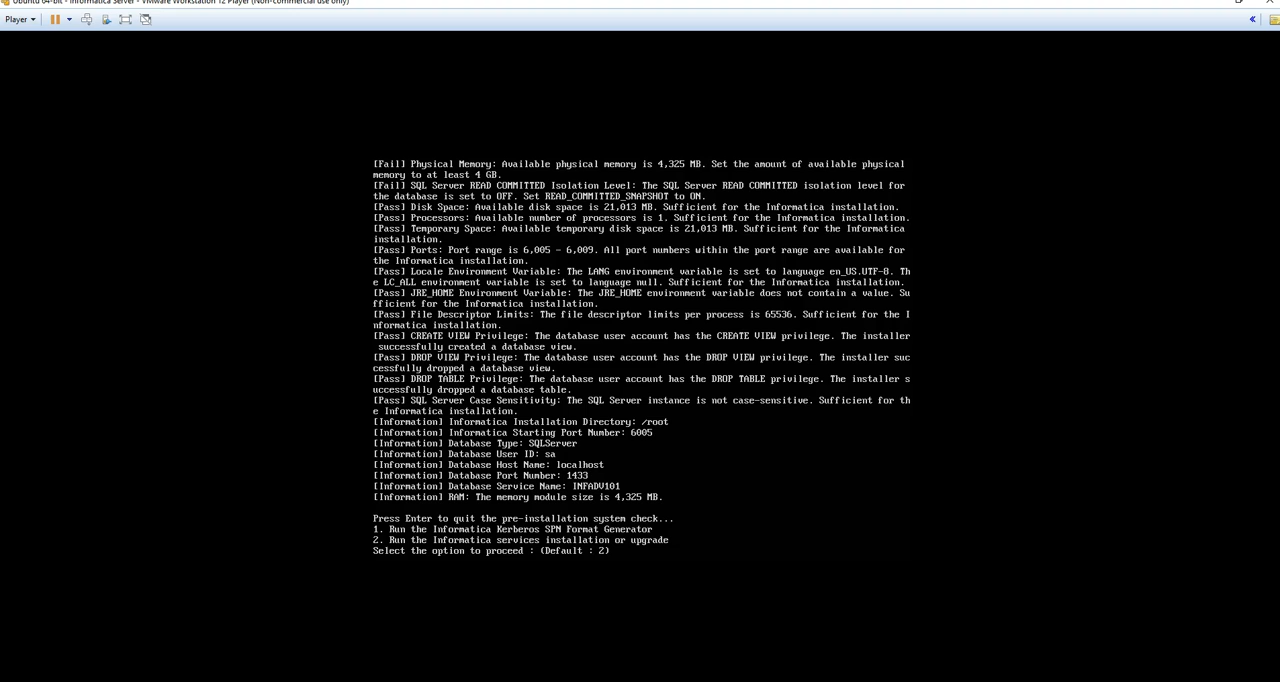 Ubuntu 64-bit - Informatica Server - VMware Workstation 12 Player (Non-commercial use only)
Player
[Fail] Physical Memory: Available physical memory is 4,325 MB. Set the amount of available physical
memory to at least 4 GB.
[Fail] SQL Server READ COMMITTED Isolation Level: The SQL Server READ COMMITTED isolation level for
the database is set to OFF. Set READ_COMMITTED_SNAPSHOT to ON.
[Pass] Disk Space: Available disk space is 21,013 MB. Sufficient for the Informatica installation.
[Pass] Processors: Available number of processors is 1. Sufficient for the Informatica installation.
[Pass] Temporary Space: Available temporary disk space is 21,013 MB. Sufficient for the Informatica
installation.
[Pass] Ports: Port range is 6,005 - 6,009. All port numbers within the port range are available for
the Informatica installation.
[Pass] Locale Environment Variable: The LANG environment variable is set to language en_US.UTF-8. Th
e LC_ALL environment variable is set to language null. Sufficient for the Informatica installation.
[Pass] JRE_HOME Environment Variable: The JRE_HOME environment variable does not contain a value. Su
fficient for the Informatica installation.
[Pass] File Descriptor Limits: The file descriptor limits per process is 65536. Sufficient for the I
nformatica installation.
[Pass] CREATE VIEW Privilege: The database user account has the CREATE VIEW privilege. The installer
successfully created a database view.
[Pass] DROP VIEW Privilege: The database user account has the DROP VIEW privilege. The installer suc
cessfully dropped a database view.
[Pass] DROP TABLE Privilege: The database user account has the DROP TABLE privilege. The installer s
uccessfully dropped a database table.
[Pass] SQL Server Case Sensitivity: The SQL Server instance is not case-sensitive. Sufficient for th
e Informatica installation.
[Information] Informatica Installation Directory: /root
[Information] Informatica Starting Port Number: 6005
[Information] Database Type: SQLServer
[Information] Database User ID: sa
[Information] Database Host Name: localhost
[Information] Database Port Number: 1433
[Information] Database Service Name: INFADV101
[Information] RAM: The memory module size is 4,325 MB.
Press Enter to quit the pre-installation system check...
1. Run the Informatica Kerberos SPN Format Generator
2. Run the Informatica services installation or upgrade
Select the option to proceed : (Default : 2)